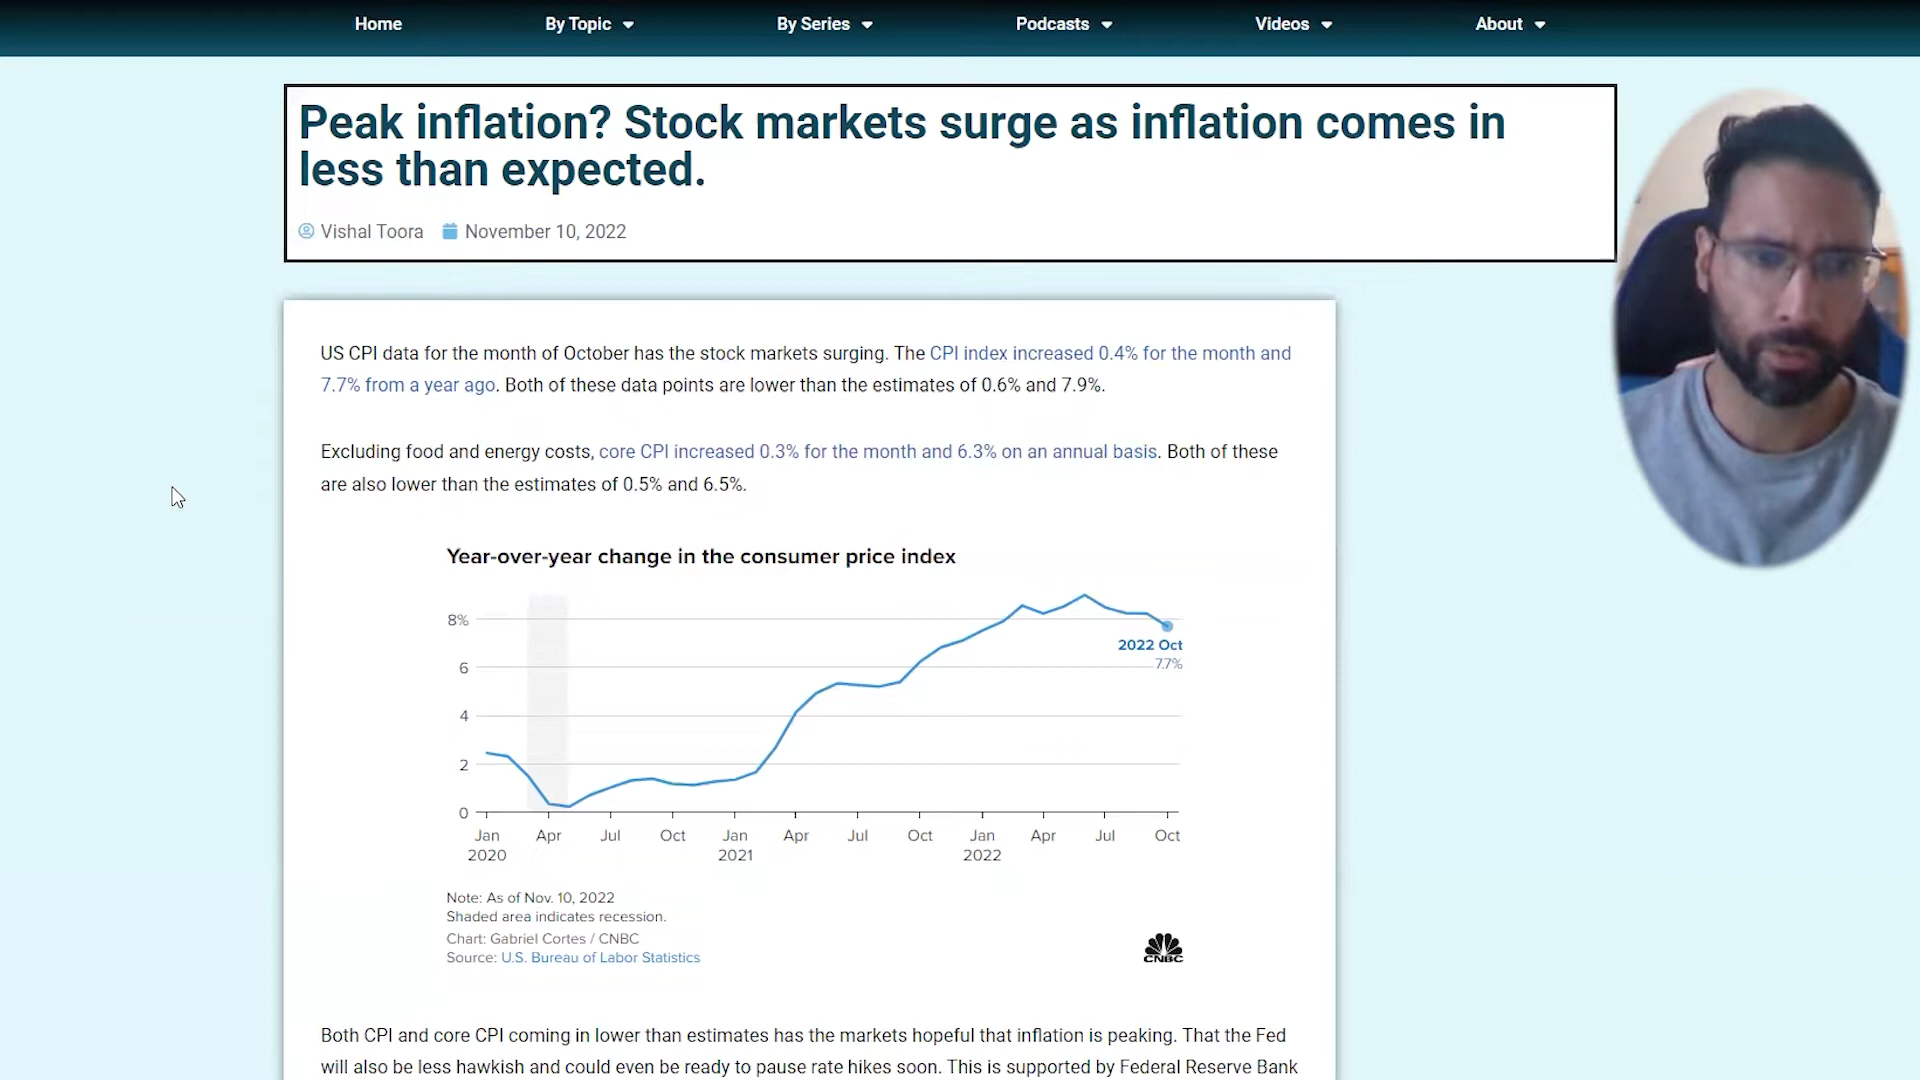 Home By Topic By Series Podcasts Videos About
Peak inflation? Stock markets surge as inflation comes in
less than expected.
Vishal Toora November 10, 2022
US CPI data for the month of October has the stock markets surging. The CPI index increased 0.4% for the month and
7.7% from a year ago. Both of these data points are lower than the estimates of 0.6% and 7.9%.
Excluding food and energy costs, core CPI increased 0.3% for the month and 6.3% on an annual basis. Both of these
are also lower than the estimates of 0.5% and 6.5%.
Year-over-year change in the consumer price index
8%
2022 Oct
7.7%
6
4
2
0
Jan Apr Jul Oct Jan Apr Jul Oct Jan Apr Jul Oct
2020 2021 2022
Note: As of Nov. 10, 2022
Shaded area indicates recession.
Chart: Gabriel Cortes / CNBC
Source: U.S. Bureau of Labor Statistics
CNBC
Both CPI and core CPI coming in lower than estimates has the markets hopeful that inflation is peaking. That the Fed
will also be less hawkish and could even be ready to pause rate hikes soon. This is supported by Federal Reserve Bank